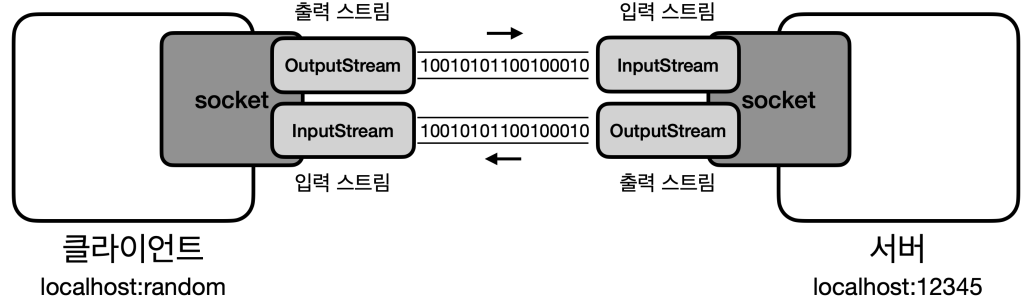 출력 스트림
입력 스트림
OutputStream
10010101100100010
InputStream
socket
socket
InputStream
10010101100100010
OutputStream
입력 스트림
출력 스트림
클라이언트
서버
localhost:random
localhost:12345